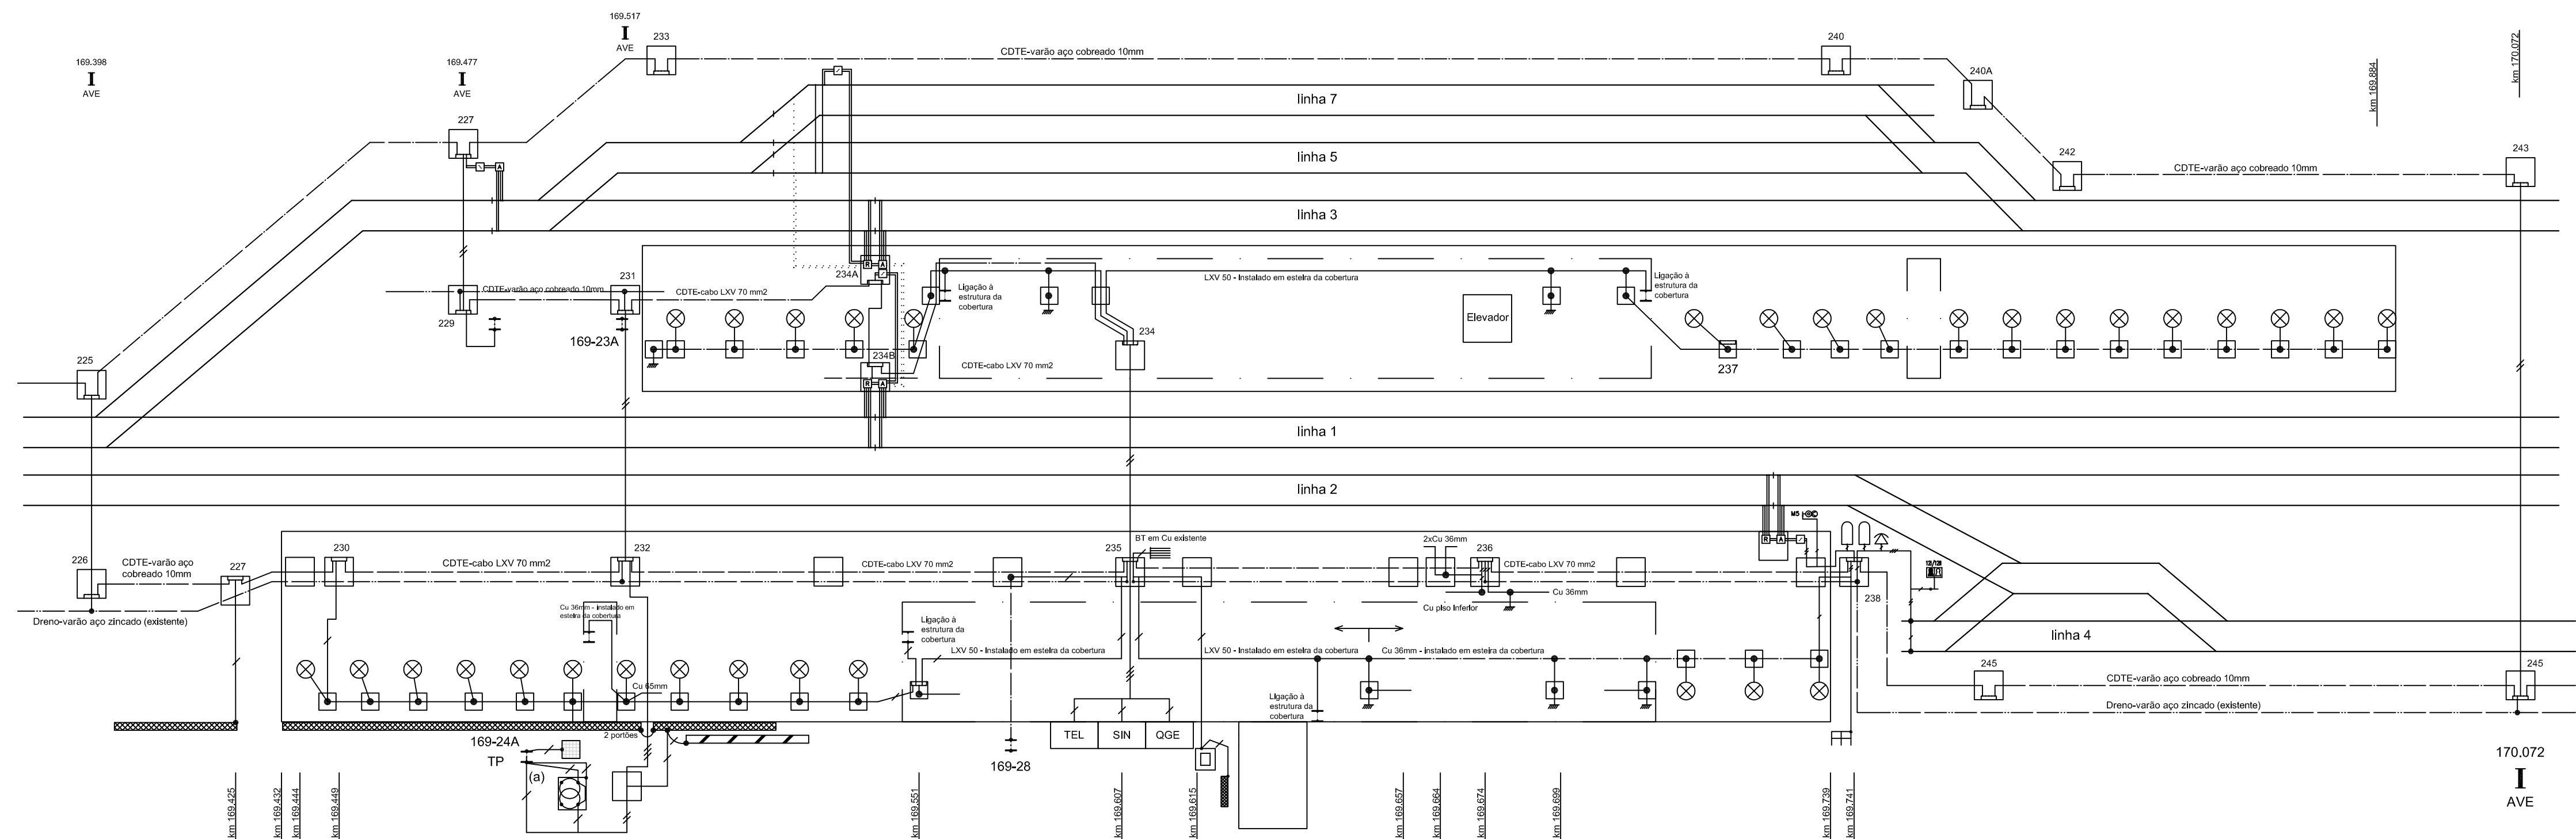 169.398
I
AVE
169.477
I
AVE
169.517
I
AVE
233
CDTE-varão aço cobreado 10mm
240
240A
km 169.884
km 170.072
227
linha 7
linha 5
242
CDTE-varão aço cobreado 10mm
243
A
linha 3
R
A
234A
231
CDTE-varão aço cobreado 10mm
CDTE-cabo LXV 70 mm2
229
169-23A
Ligação à
estrutura da
cobertura
LXV 50 - Instalado em esteira da cobertura
Ligação à
estrutura da
cobertura
Elevador
234
225
234B
CDTE-cabo LXV 70 mm2
237
R
A
linha 1
linha 2
M5
226
CDTE-varão aço
cobreado 10mm
227
230
CDTE-cabo LXV 70 mm2
232
CDTE-cabo LXV 70 mm2
235
BT em Cu existente
2xCu 36mm
236
CDTE-cabo LXV 70 mm2
R
A
238
Dreno-varão aço zincado (existente)
Cu 36mm - instalado em
esteira da cobertura
Cu 36mm
Cu piso inferior
Ligação à
estrutura da
cobertura
LXV 50 - Instalado em esteira da cobertura
LXV 50 - Instalado em esteira da cobertura
Cu 36mm - instalado em esteira da cobertura
linha 4
245
CDTE-varão aço cobreado 10mm
245
Cu 65mm
Ligação à
estrutura da
cobertura
Dreno-varão aço zincado (existente)
2 portões
169-24A
TP
(a)
169-28
TEL
SIN
QGE
170,072
I
AVE
km 169.425
km 169.432
km 169.444
km 169.449
km 169.551
km 169.607
km 169.615
km 169.657
km 169.664
km 169.674
km 169.699
km 169.739
km 169.741